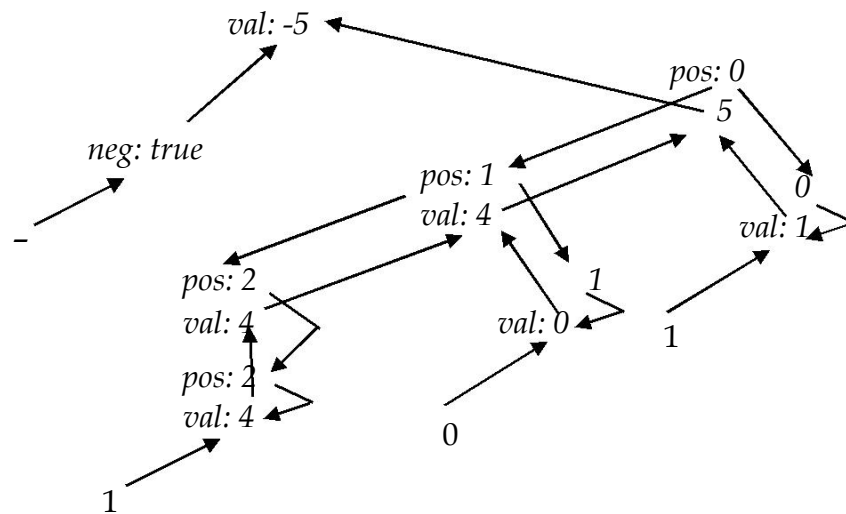 val: -5
pos: 0
5
neg: true
pos: 1
val: 4
0
val: 1
–
pos: 2
val: 4
1
val: 0
1
pos: 2
val: 4
0
1